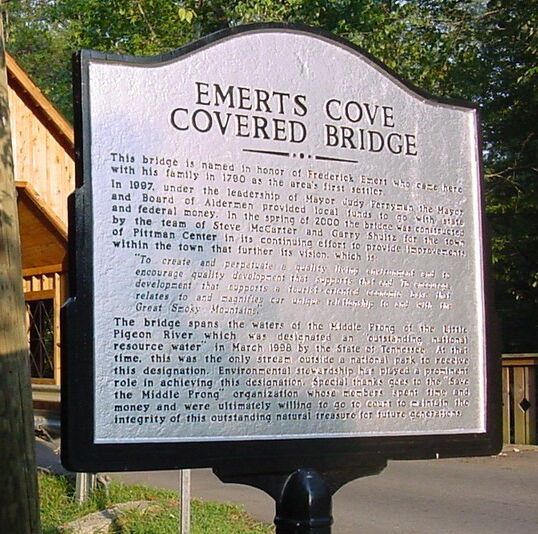 EMERTS COVE
COVERED BRIDGE
This bridge is named in honor of Frederick Emert who came here
with his family in 1790 as the area's first settler.
In 1997, under the leadership of Mayor Judy Perryman the Mayor
and Board of Aldermen provided local funds to go with state
and federal money. In the spring of 2000 the bridge was constructed
by the team of Steve McCarter and Garry Shultz for the town
of Pittman Center in its continuing effort to provide improvements
within the town that further its vision, which is
"To create and perpetuate a quality living environment and to
encourage quality development that supports that end. To encourage
development that supports a tourist-oriented economic base that
relates to and magnifies our unique relationship to and with the
Great Smoky Mountains."
The bridge spans the waters of the Middle Prong of the Little
Pigeon River which was designated an "outstanding national
resource water" in March 1998 by the State of Tennessee. At that
time, this was the only stream outside a national park to receive
this designation. Environmental stewardship has played a prominent
role in achieving this designation. Special thanks goes to the "Save
the Middle Prong" organization whose members spent time and
money and were ultimately willing to go to court to maintain the
integrity of this outstanding natural treasure for future generations.